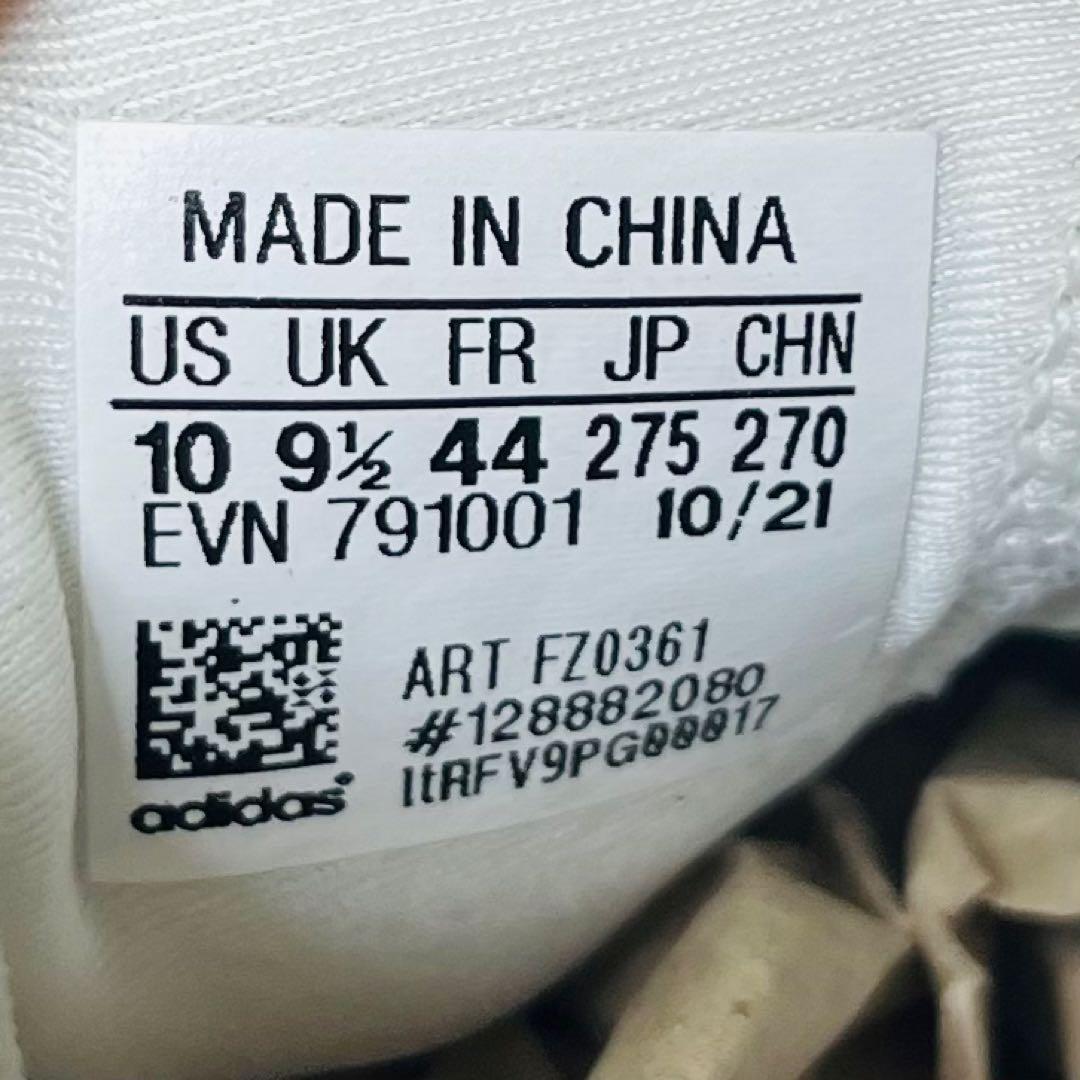 MADE IN CHINA
US UK FR JP CHN
10 9½ 44 275 270
EVN 791001 10/21
ART FZ0361
#128882080
ltRFV9PG00017
adidas